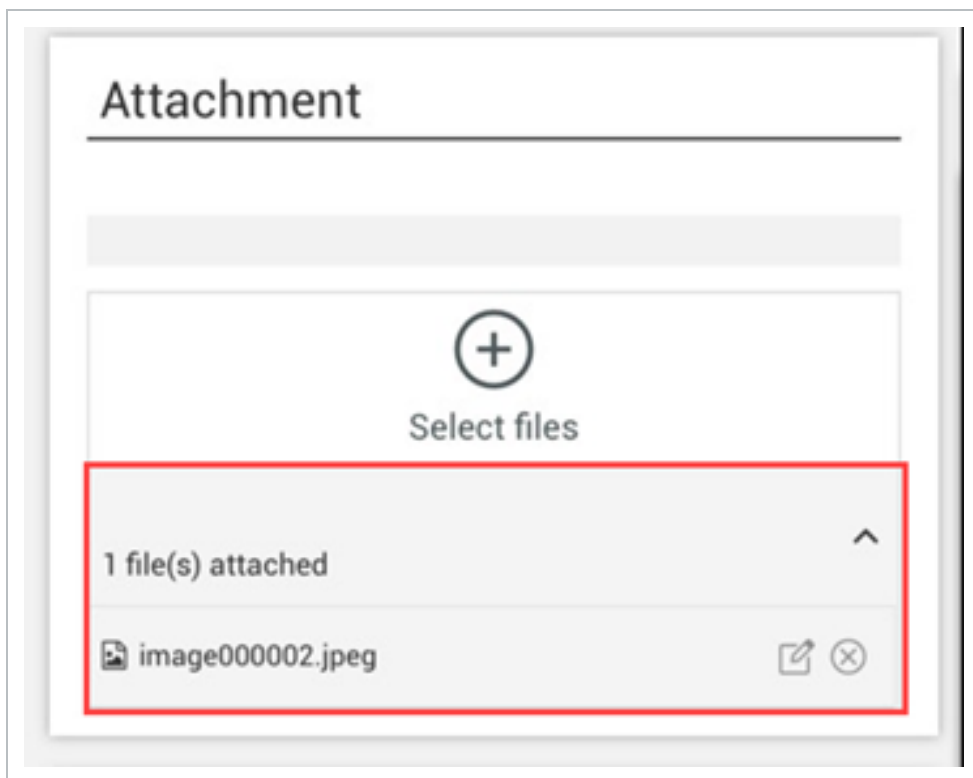 Attachment
Select files
1 file(s) attached
image000002.jpeg